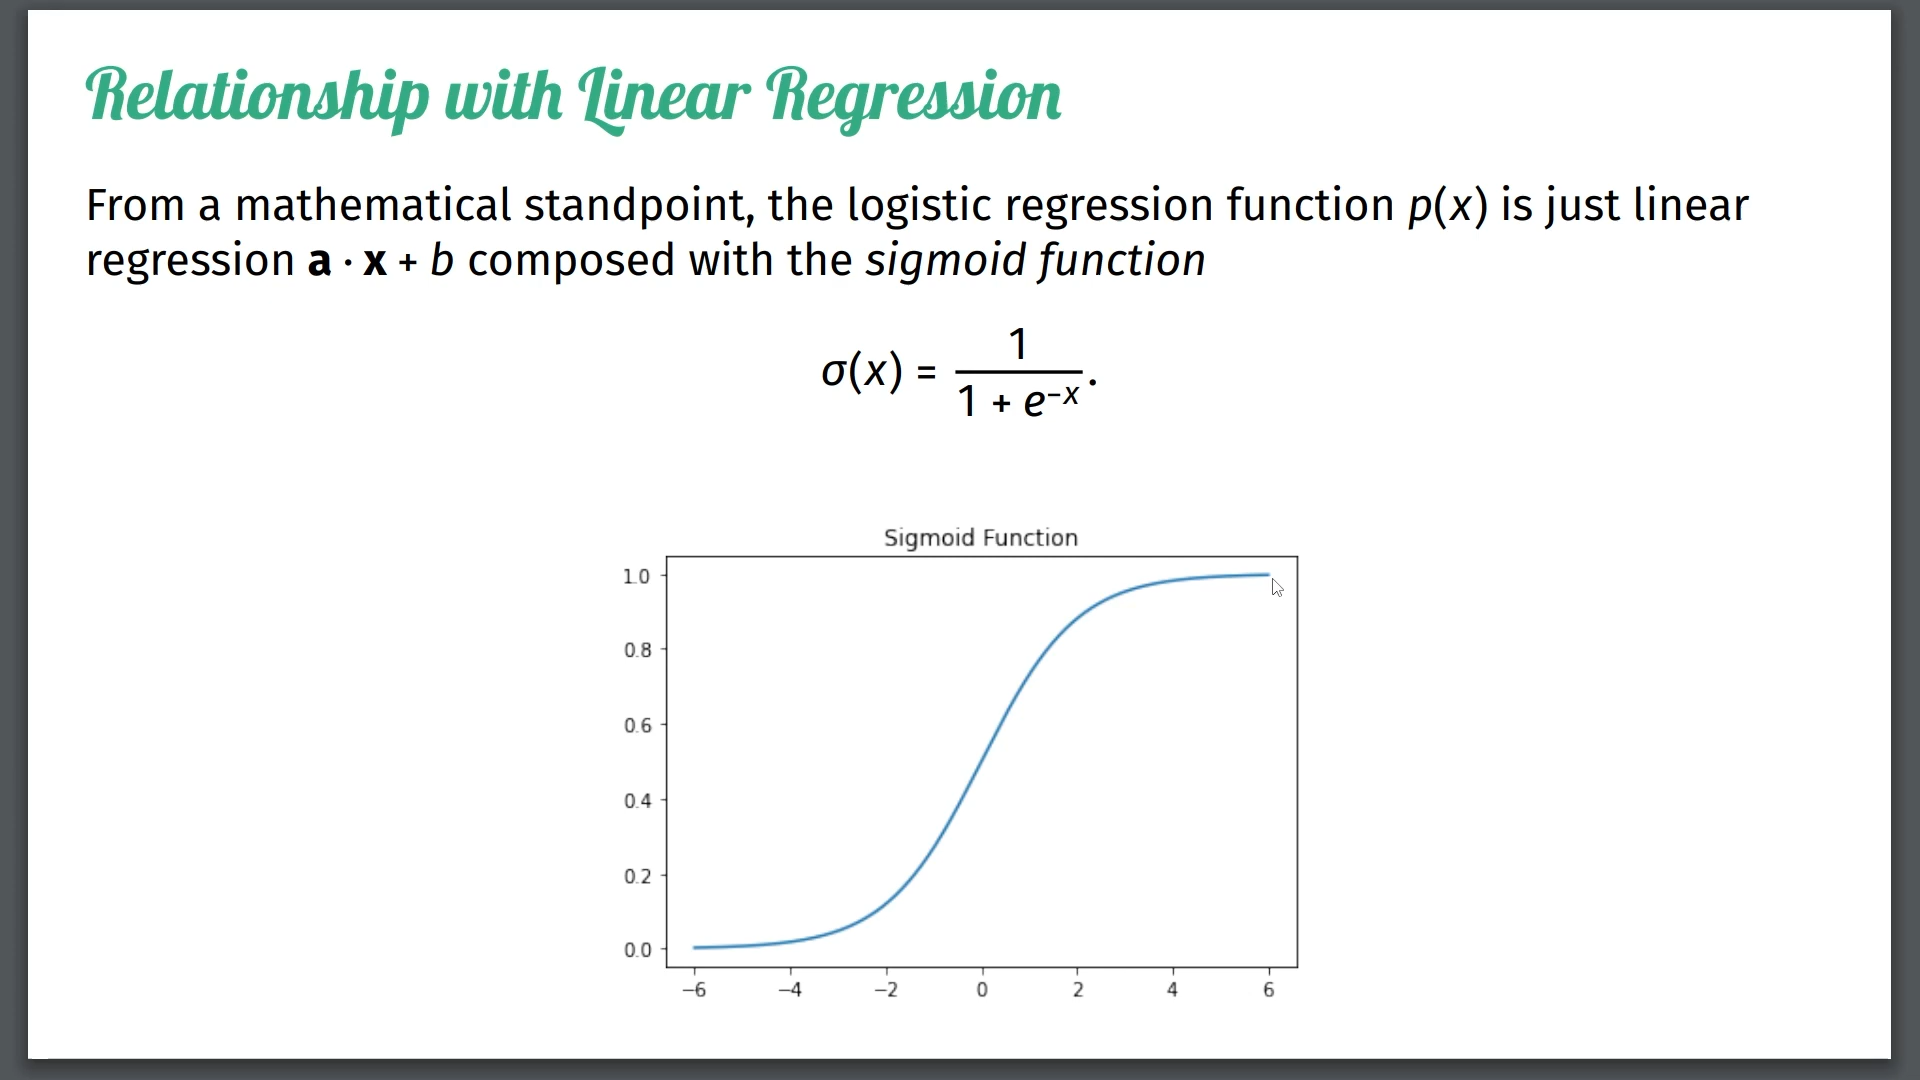 Relationship with Linear Regression
From a mathematical standpoint, the logistic regression function p(x) is just linear
regression a · x + b composed with the sigmoid function
σ(x) = 1 / (1 + e^{−x}).
Sigmoid Function
1.0
0.8
0.6
0.4
0.2
0.0
−6 −4 −2 0 2 4 6